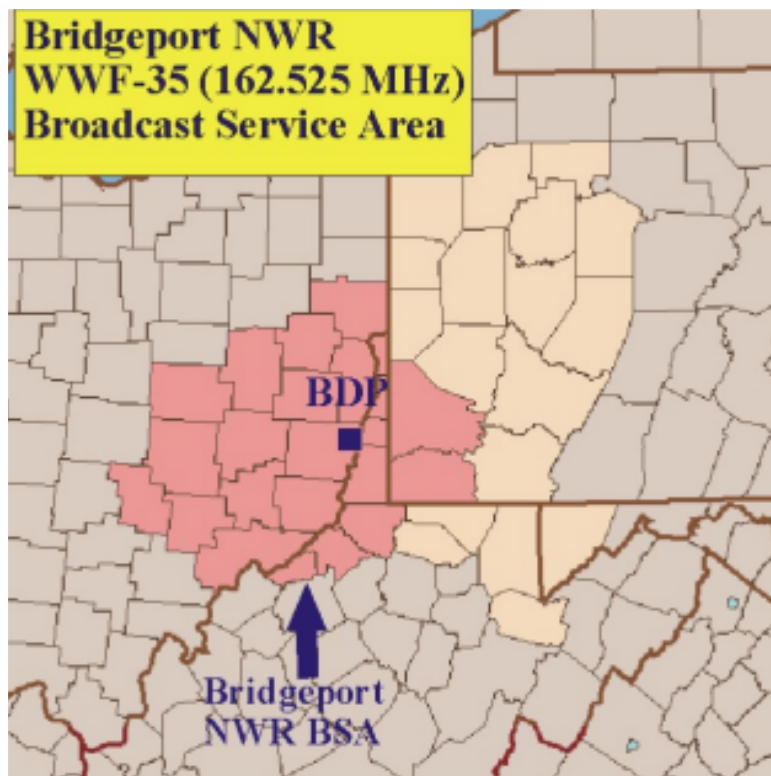 Bridgeport NWR
WWF-35 (162.525 MHz)
Broadcast Service Area
BDP
Bridgeport
NWR BSA